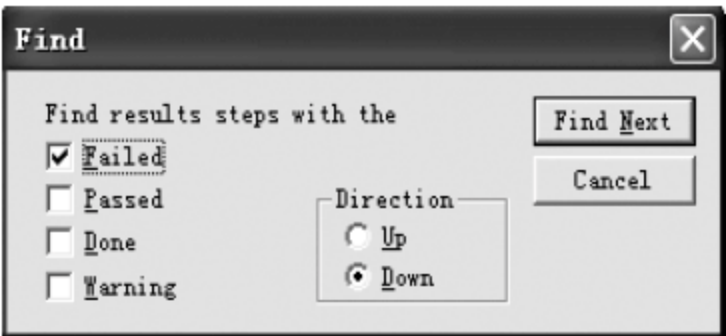 Find
Find results steps with the
Failed
Passed
Done
Warning
Direction
Up
Down
Find Next
Cancel